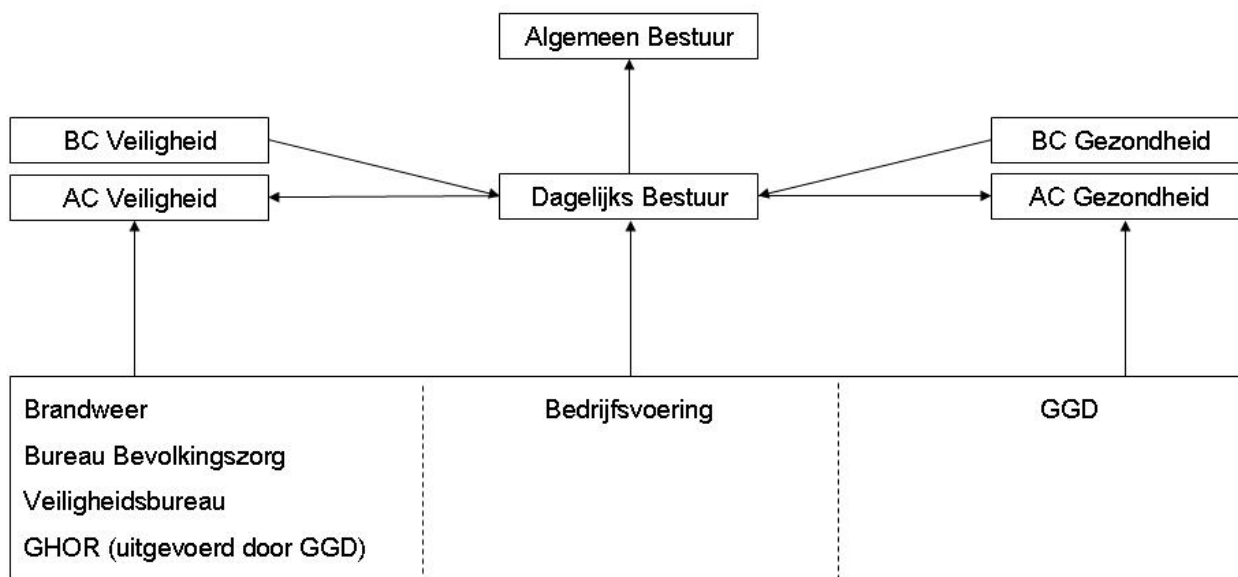 Algemeen Bestuur
BC Veiligheid
BC Gezondheid
AC Veiligheid
Dagelijks Bestuur
AC Gezondheid
Brandweer
Bedrijfsvoering
GGD
Bureau Bevolkingszorg
Veiligheidsbureau
GHOR (uitgevoerd door GGD)